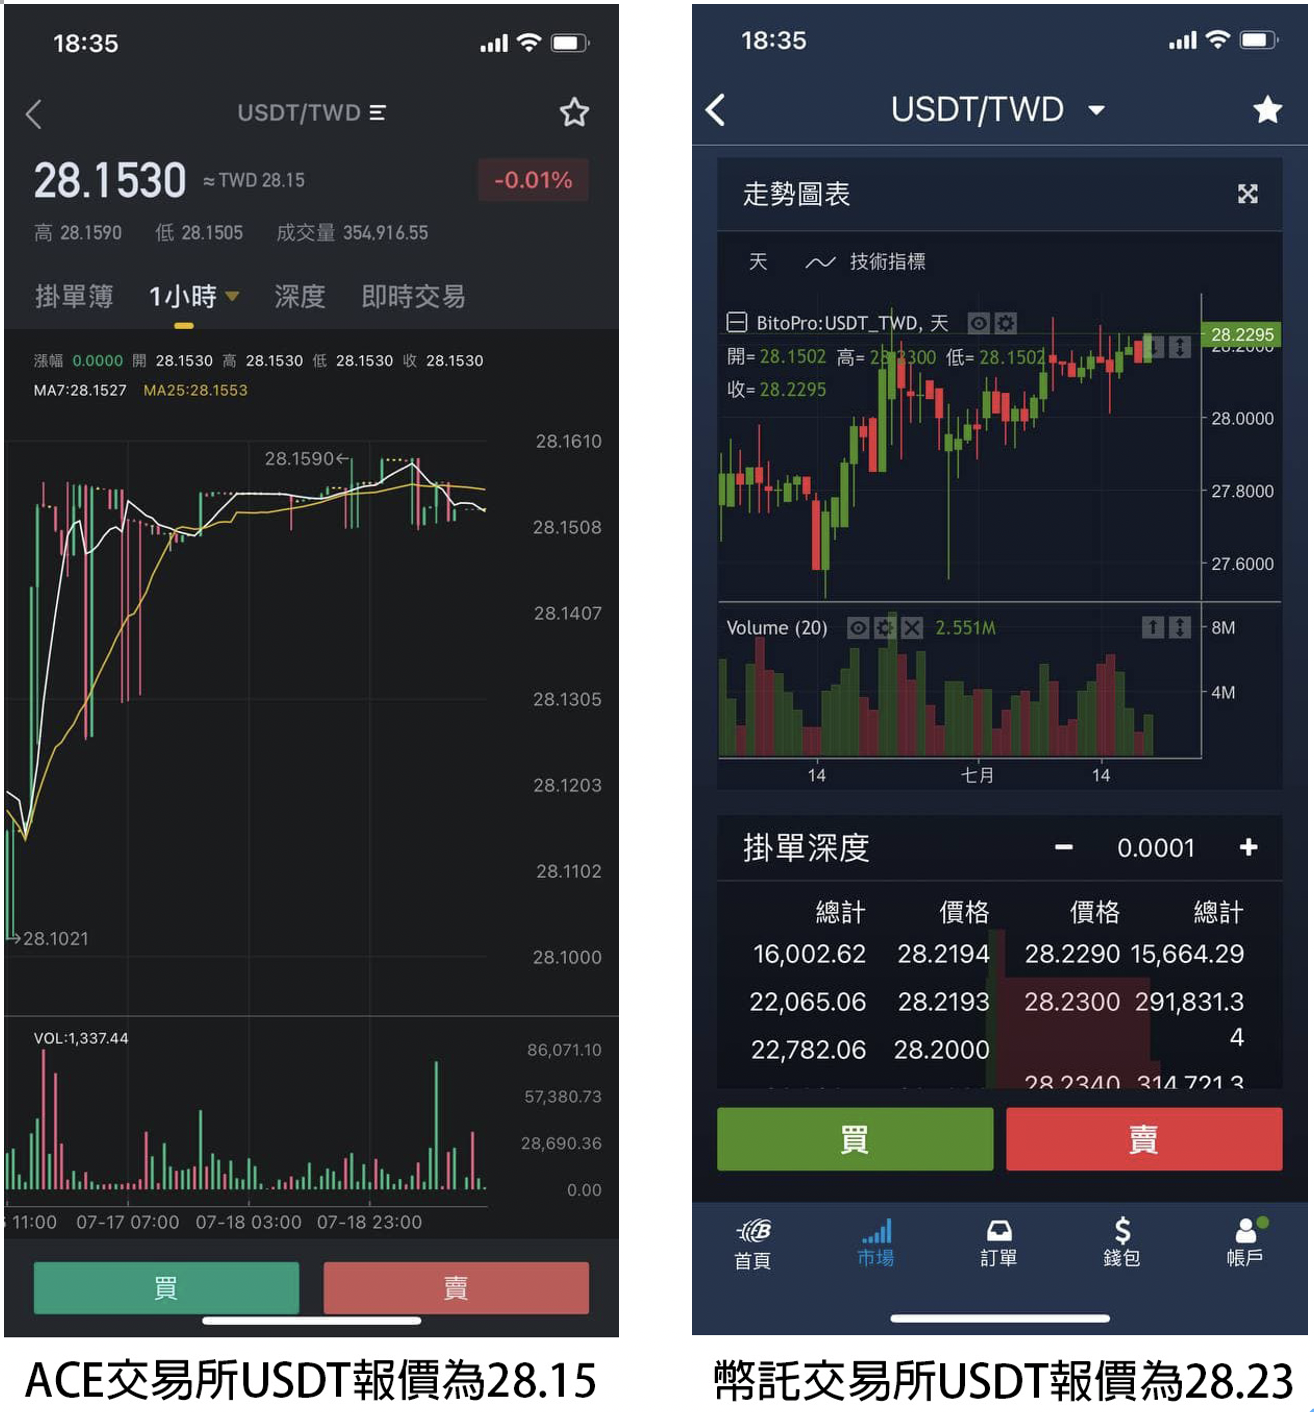 18:35
USDT/TWD
28.1530 ≈TWD 28.15 -0.01%
高 28.1590 低 28.1505 成交量 354,916.55
掛單簿 1小時 深度 即時交易
漲幅 0.0000 開 28.1530 高 28.1530 低 28.1530 收 28.1530
MA7:28.1527 MA25:28.1553
28.1610
28.1590
28.1508
28.1407
28.1305
28.1203
28.1102
28.1021
28.1000
VOL:1,337.44
86,071.10
57,380.73
28,690.36
0.00
11:00 07-17 07:00 07-18 03:00 07-18 23:00
買 賣
ACE交易所USDT報價為28.15
18:35
USDT/TWD
走勢圖表
天 技術指標
BitoPro:USDT_TWD, 天
開= 28.1502 高= 28.2300 低= 28.1502
收= 28.2295
28.2295
28.2000
28.0000
27.8000
27.6000
Volume (20) 2.551M
8M
4M
14 七月 14
掛單深度 - 0.0001 +
總計 價格 價格 總計
16,002.62 28.2194 28.2290 15,664.29
22,065.06 28.2193 28.2300 291,831.3
4
22,782.06 28.2000
28.2340 314,721.3
買 賣
首頁 市場 訂單 錢包 帳戶
幣託交易所USDT報價為28.23